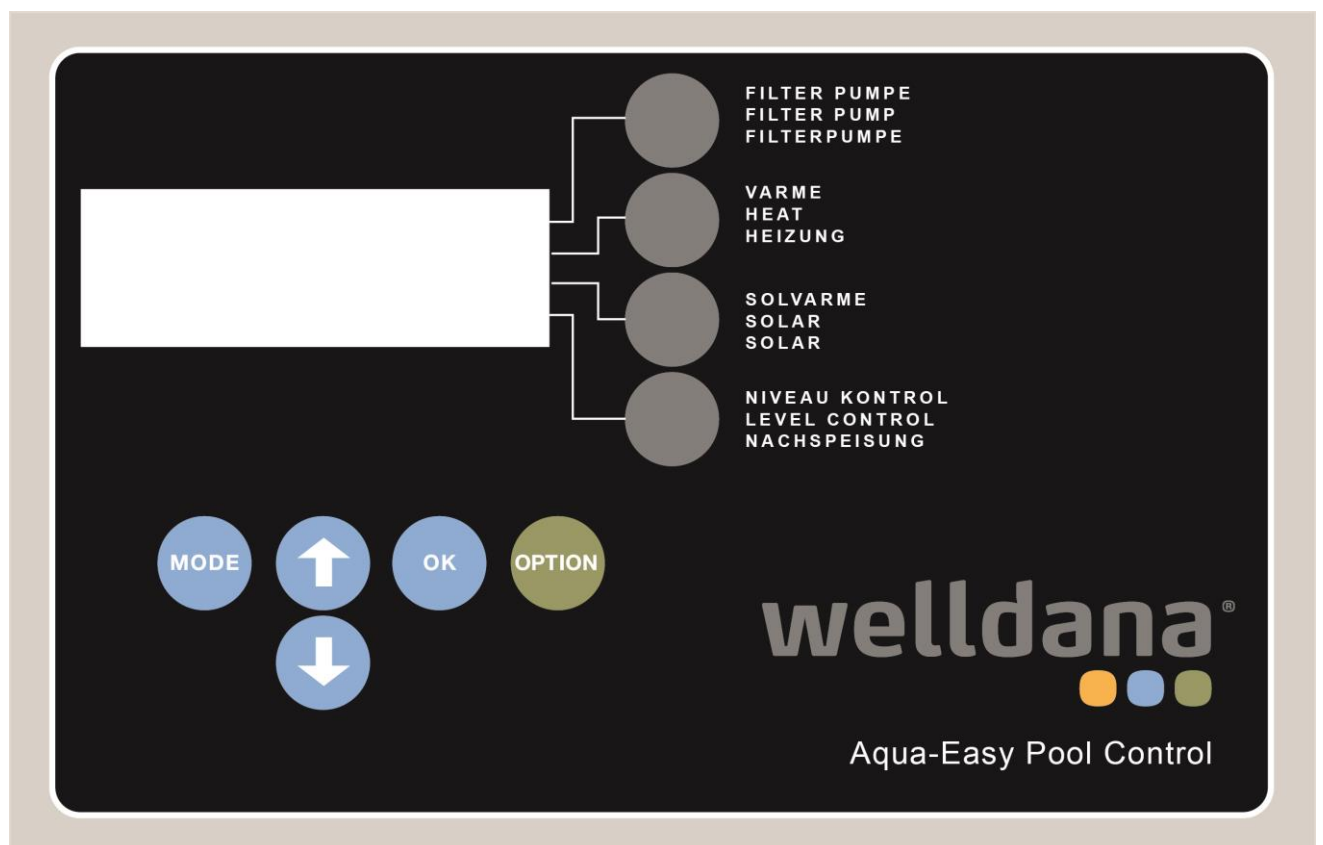 FILTER PUMPE
FILTER PUMP
FILTERPUMPE
VARME
HEAT
HEIZUNG
SOLVARME
SOLAR
SOLAR
NIVEAU KONTROL
LEVEL CONTROL
NACHSPEISUNG
MODE
OK
OPTION
welldana®
Aqua-Easy Pool Control